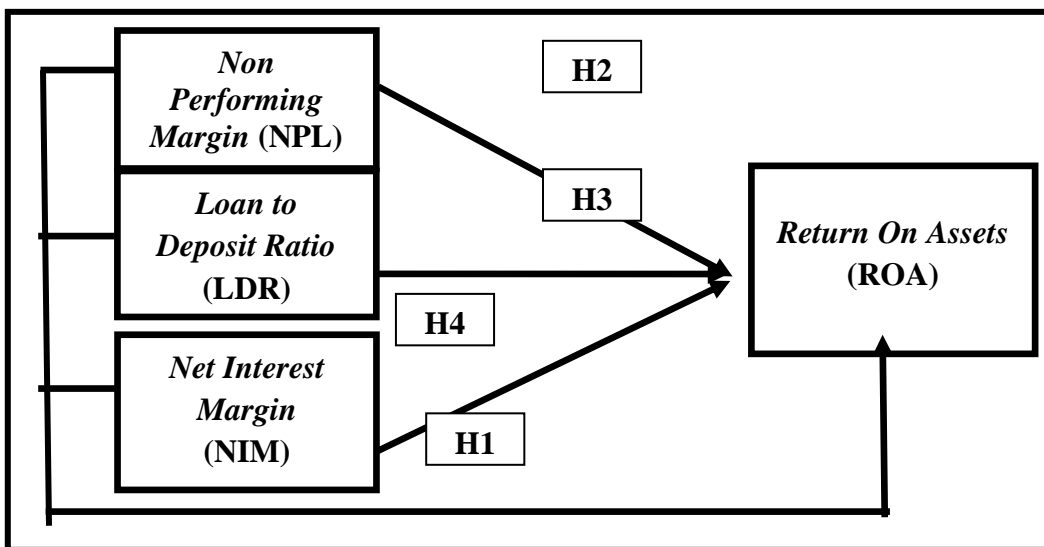 Non
Performing
Margin (NPL)
Loan to
Deposit Ratio
(LDR)
Net Interest
Margin
(NIM)
H2
H3
H4
H1
Return On Assets
(ROA)